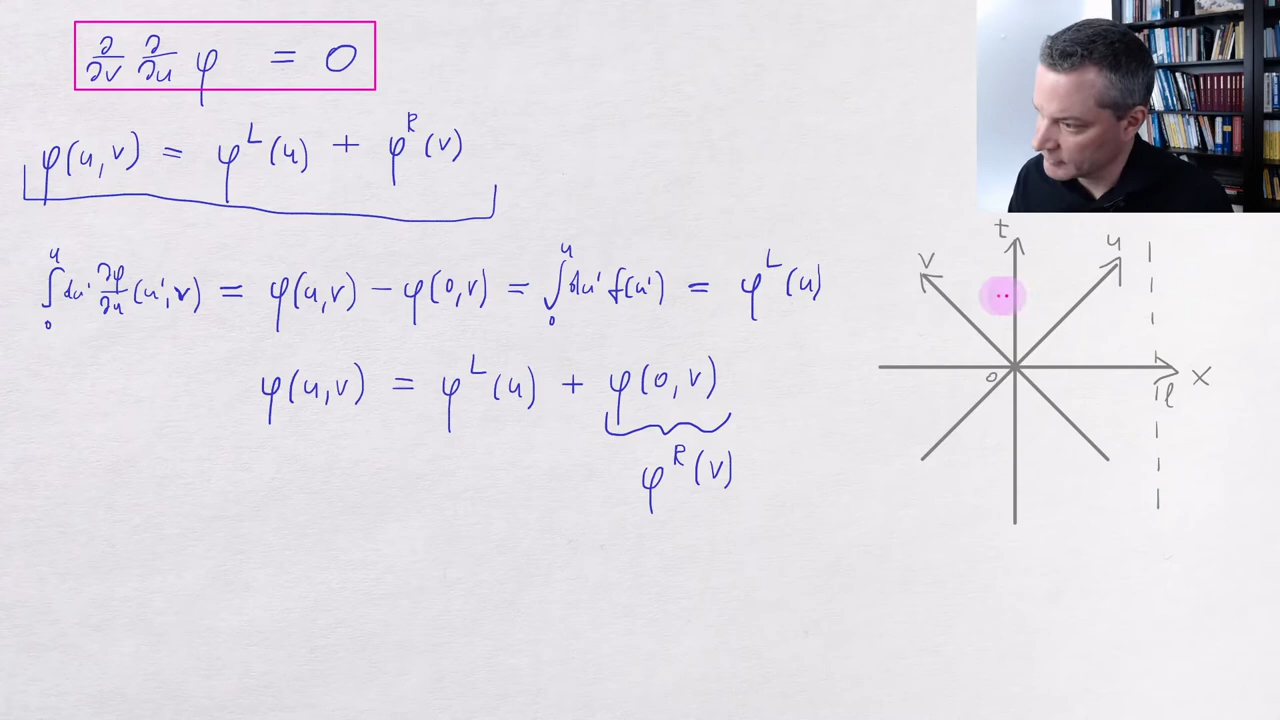 ∂/∂v ∂/∂u φ = 0
φ(u,v) = φ^L(u) + φ^R(v)
∫₀^u du' ∂φ/∂u (u',v) = φ(u,v) − φ(0,v) = ∫₀^u du' f(u') = φ^L(u)
φ(u,v) = φ^L(u) + φ(0,v)
φ^R(v)
t
v
u
0
x
l